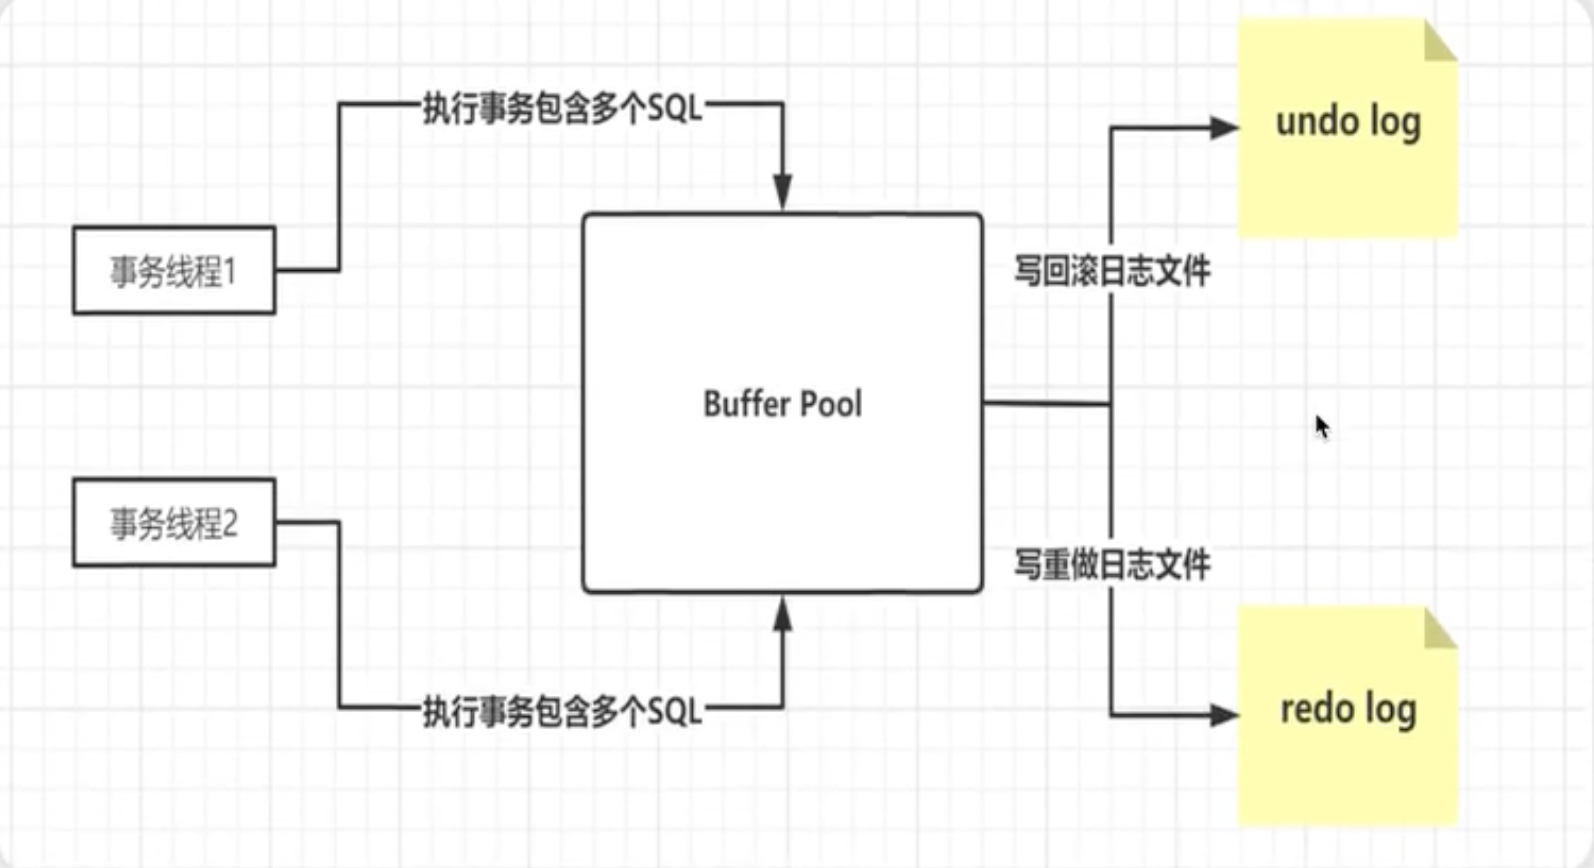 执行事务包含多个SQL
undo log
事务线程1
写回滚日志文件
Buffer Pool
事务线程2
写重做日志文件
执行事务包含多个SQL
redo log